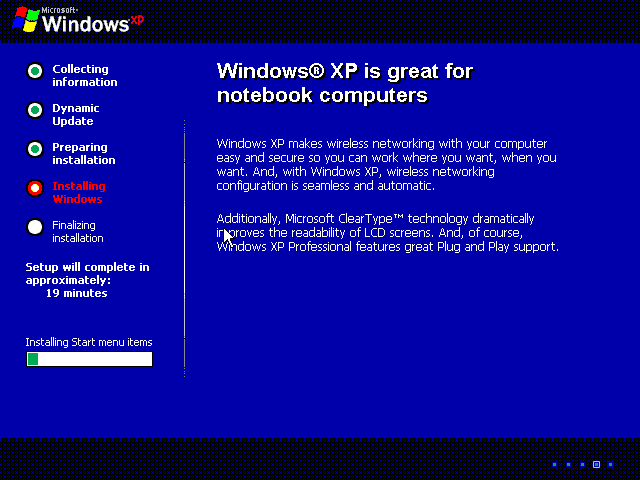 Microsoft®
Windows xp
Collecting
information
Dynamic
Update
Preparing
installation
Installing
Windows
Finalizing
installation
Setup will complete in
approximately:
19 minutes
Installing Start menu items
Windows® XP is great for
notebook computers
Windows XP makes wireless networking with your computer
easy and secure so you can work where you want, when you
want. And, with Windows XP, wireless networking
configuration is seamless and automatic.
Additionally, Microsoft ClearType™ technology dramatically
improves the readability of LCD screens. And, of course,
Windows XP Professional features great Plug and Play support.